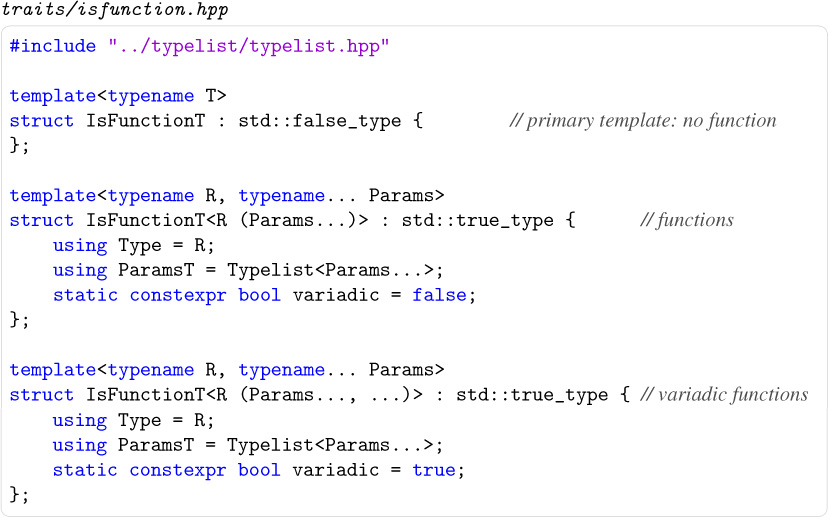 traits/isfunction.hpp
#include "../typelist/typelist.hpp"
template<typename T>
struct IsFunctionT : std::false_type { // primary template: no function
};
template<typename R, typename... Params>
struct IsFunctionT<R (Params...)> : std::true_type { // functions
using Type = R;
using ParamsT = Typelist<Params...>;
static constexpr bool variadic = false;
};
template<typename R, typename... Params>
struct IsFunctionT<R (Params..., ...)> : std::true_type { // variadic functions
using Type = R;
using ParamsT = Typelist<Params...>;
static constexpr bool variadic = true;
};